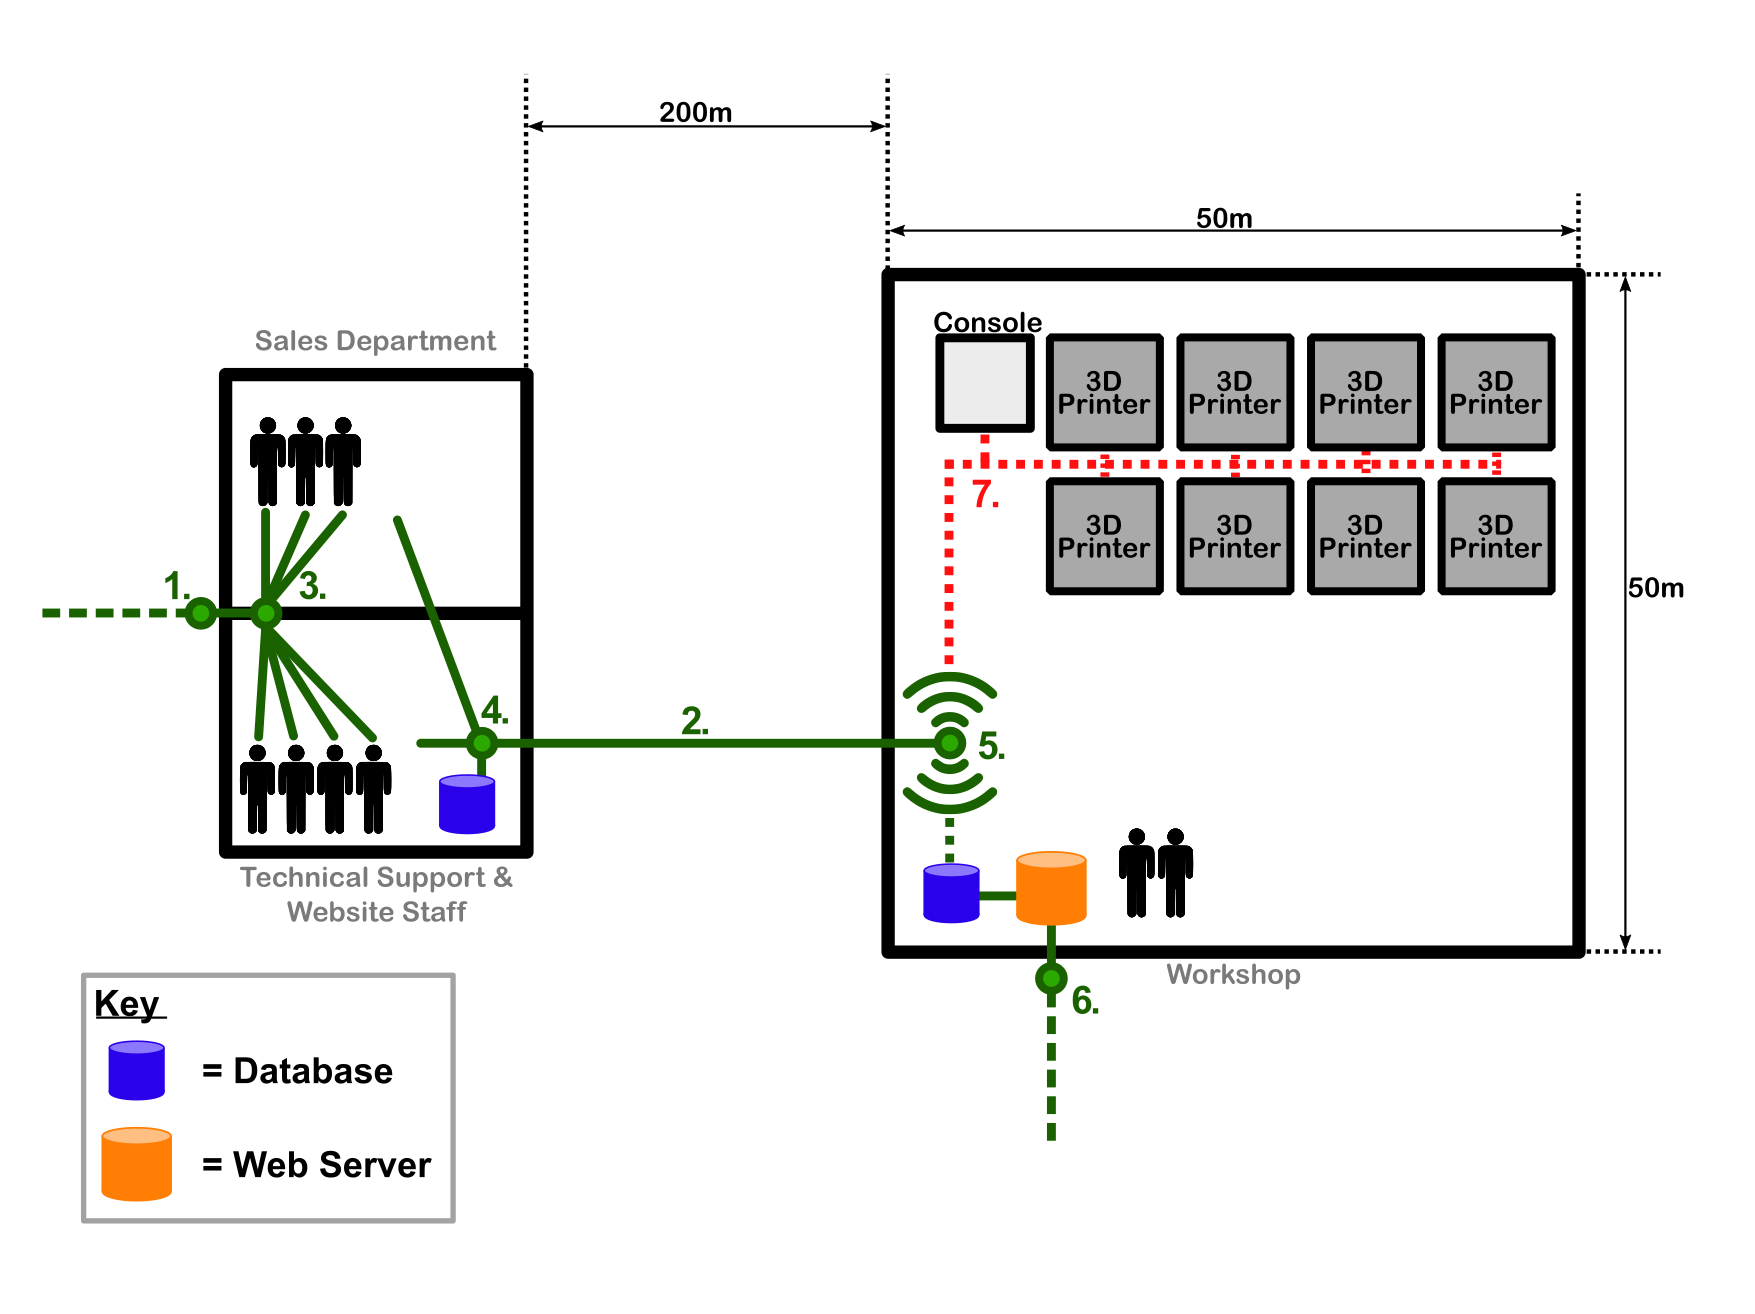 200m
50m
Console
3D
Printer
3D
Printer
3D
Printer
3D
Printer
Sales Department
7.
3D
Printer
3D
Printer
3D
Printer
3D
Printer
1.
3.
50m
4.
2.
5.
Technical Support &
Website Staff
Workshop
6.
Key
= Database
= Web Server